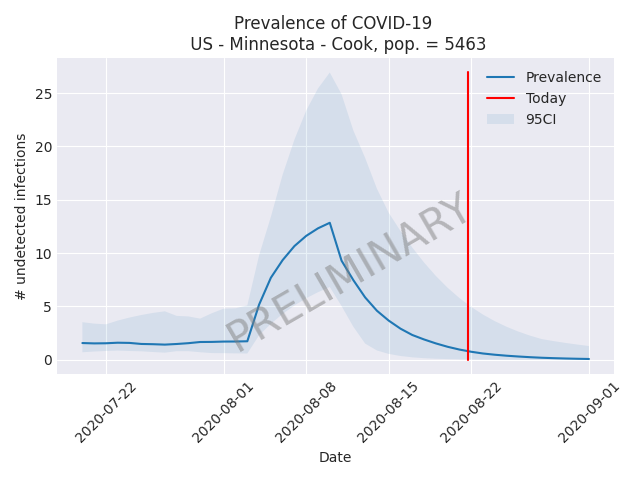 Prevalence of COVID-19
US - Minnesota - Cook, pop. = 5463
Prevalence
Today
95CI
# undetected infections
25
20
15
10
5
0
PRELIMINARY
2020-07-22
2020-08-01
2020-08-08
2020-08-15
2020-08-22
2020-09-01
Date